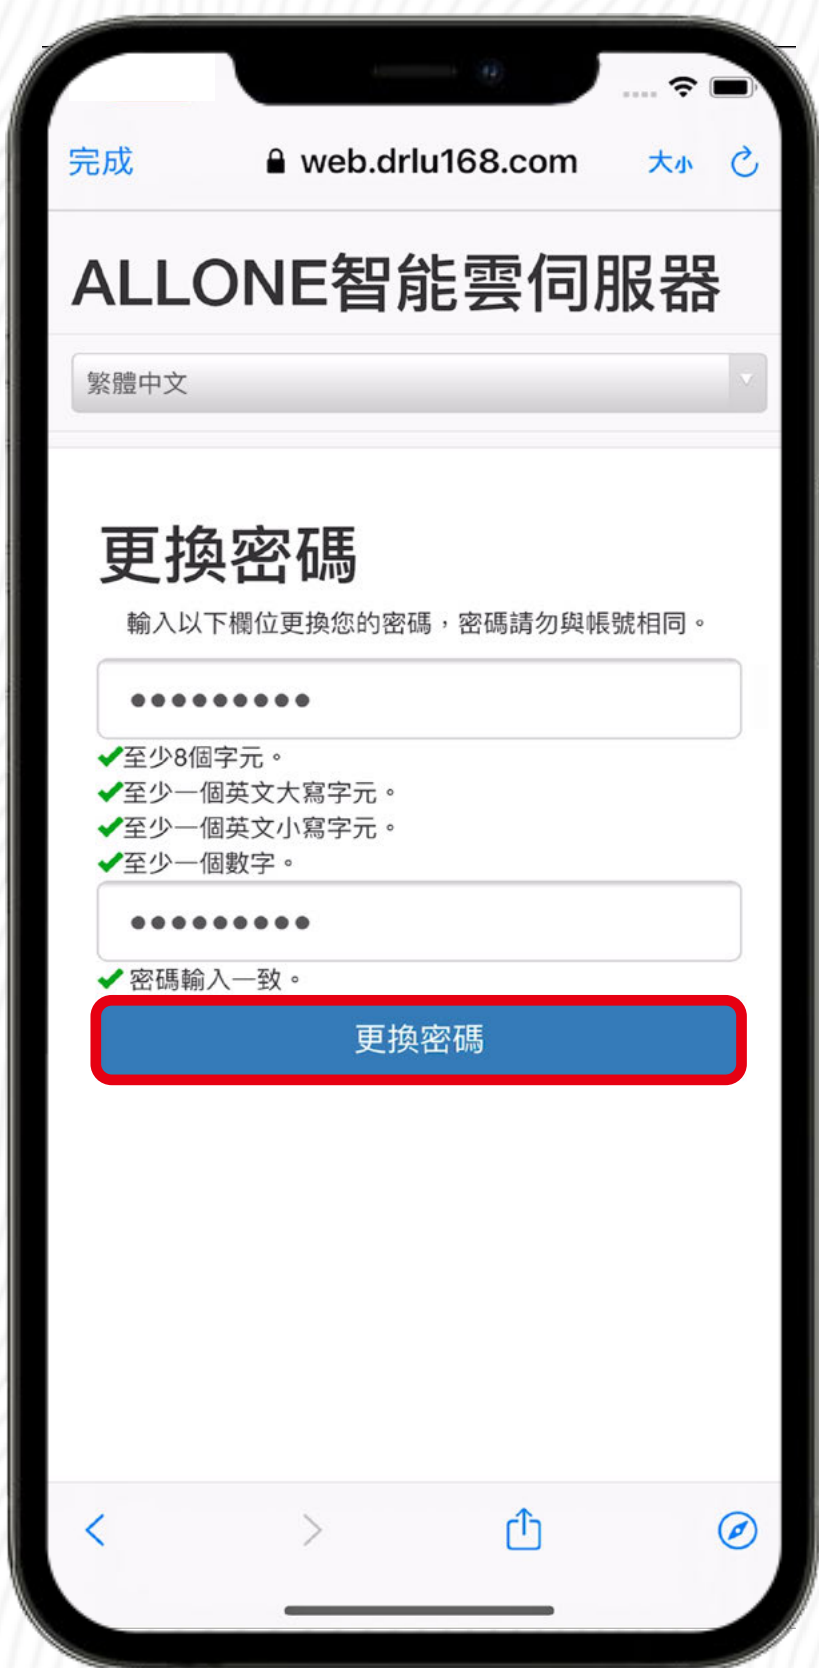 完成
web.drlu168.com
大小
ALLONE智能雲伺服器
繁體中文
更換密碼
輸入以下欄位更換您的密碼，密碼請勿與帳號相同。
●●●●●●●●●
至少8個字元。
至少一個英文大寫字元。
至少一個英文小寫字元。
至少一個數字。
●●●●●●●●●
密碼輸入一致。
更換密碼